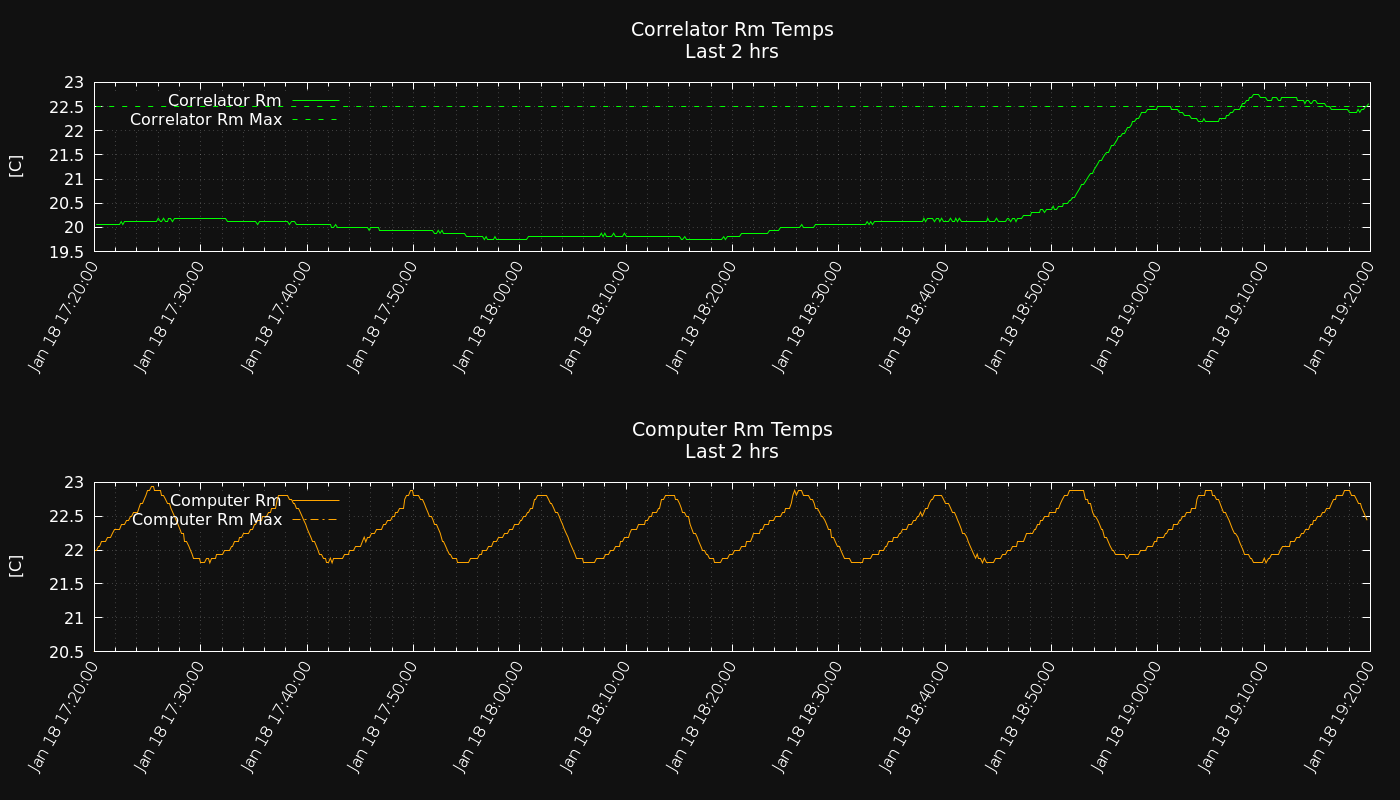 Correlator Rm Temps
Last 2 hrs
23
22.5
22
21.5
21
20.5
20
19.5
[C]
Correlator Rm
Correlator Rm Max
Jan 18 17:20:00
Jan 18 17:30:00
Jan 18 17:40:00
Jan 18 17:50:00
Jan 18 18:00:00
Jan 18 18:10:00
Jan 18 18:20:00
Jan 18 18:30:00
Jan 18 18:40:00
Jan 18 18:50:00
Jan 18 19:00:00
Jan 18 19:10:00
Jan 18 19:20:00
Computer Rm Temps
Last 2 hrs
23
22.5
22
21.5
21
20.5
[C]
Computer Rm
Computer Rm Max
Jan 18 17:20:00
Jan 18 17:30:00
Jan 18 17:40:00
Jan 18 17:50:00
Jan 18 18:00:00
Jan 18 18:10:00
Jan 18 18:20:00
Jan 18 18:30:00
Jan 18 18:40:00
Jan 18 18:50:00
Jan 18 19:00:00
Jan 18 19:10:00
Jan 18 19:20:00